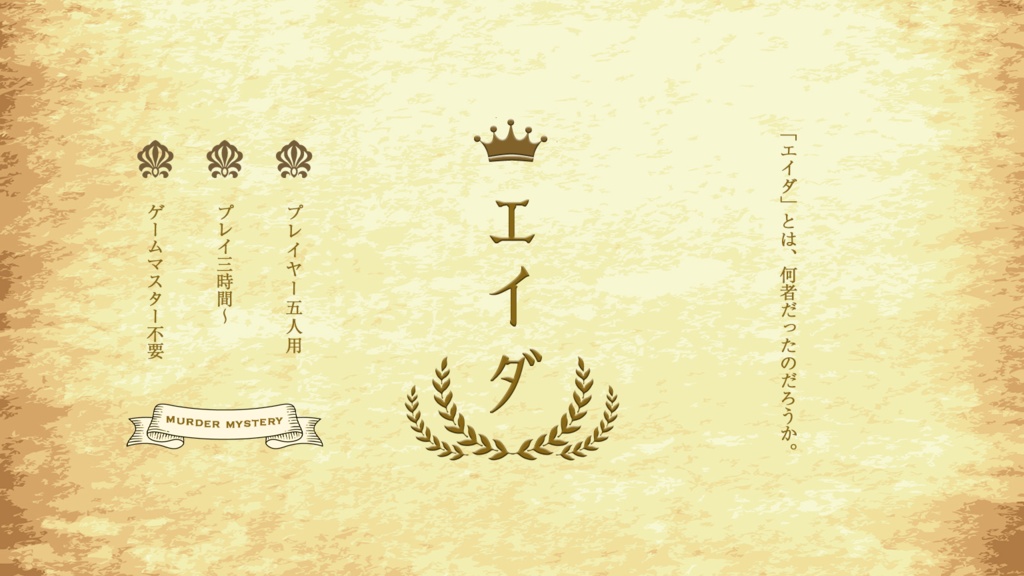 「エイダ」とは、何者だったのだろうか。
エイダ
プレイヤー五人用
プレイ三時間〜
ゲームマスター不要
MURDER MYSTERY